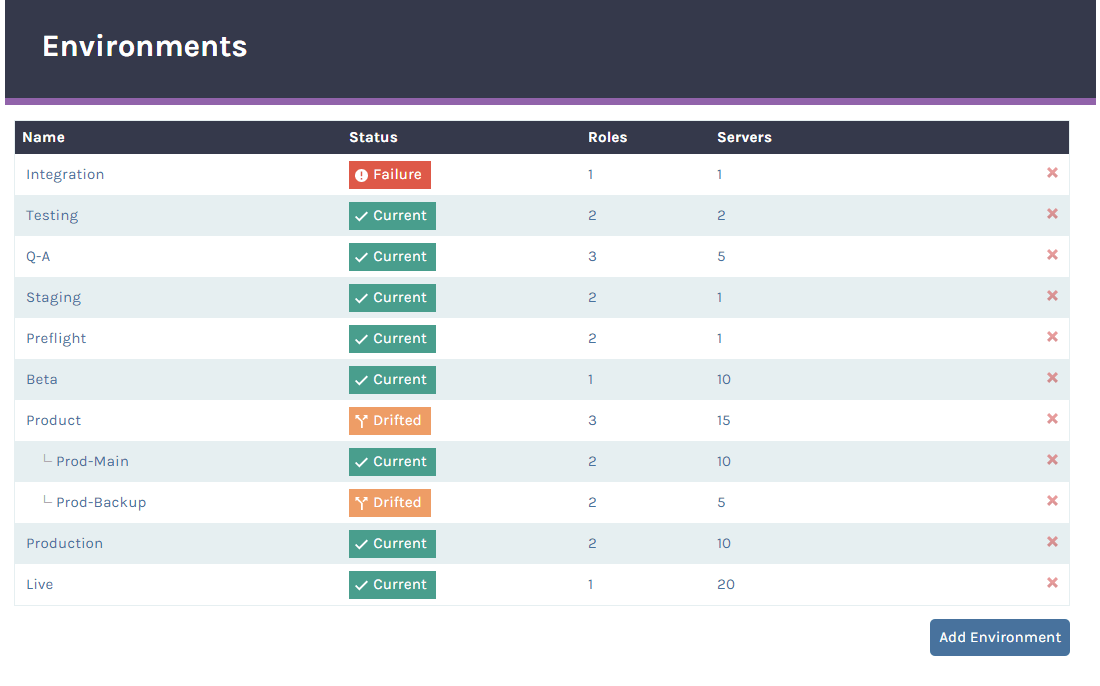 Environments
Name Status Roles Servers
Integration Failure 1 1
Testing Current 2 2
Q-A Current 3 5
Staging Current 2 1
Preflight Current 2 1
Beta Current 1 10
Product Drifted 3 15
Prod-Main Current 2 10
Prod-Backup Drifted 2 5
Production Current 2 10
Live Current 1 20
Add Environment